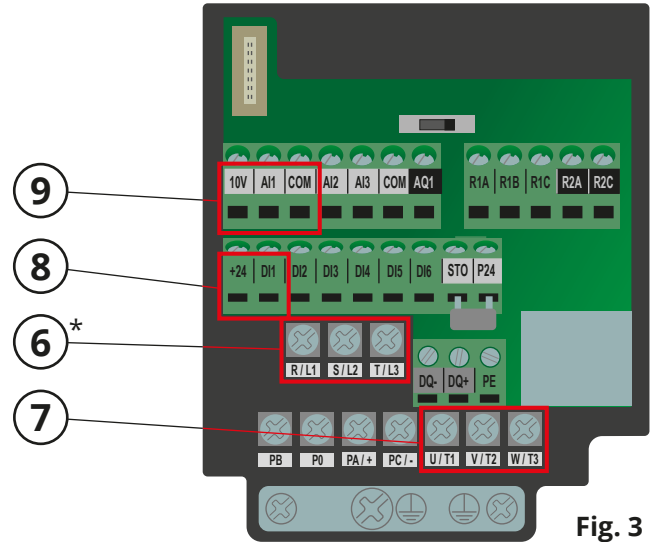 9
10V AI1 COM AI2 AI3 COM AQ1
R1A R1B R1C R2A R2C
8
+24 DI1 DI2 DI3 DI4 DI5 DI6 STO P24
6*
R/L1 S/L2 T/L3
DQ- DQ+ PE
7
PB P0 PA/+ PC/- U/T1 V/T2 W/T3
Fig. 3